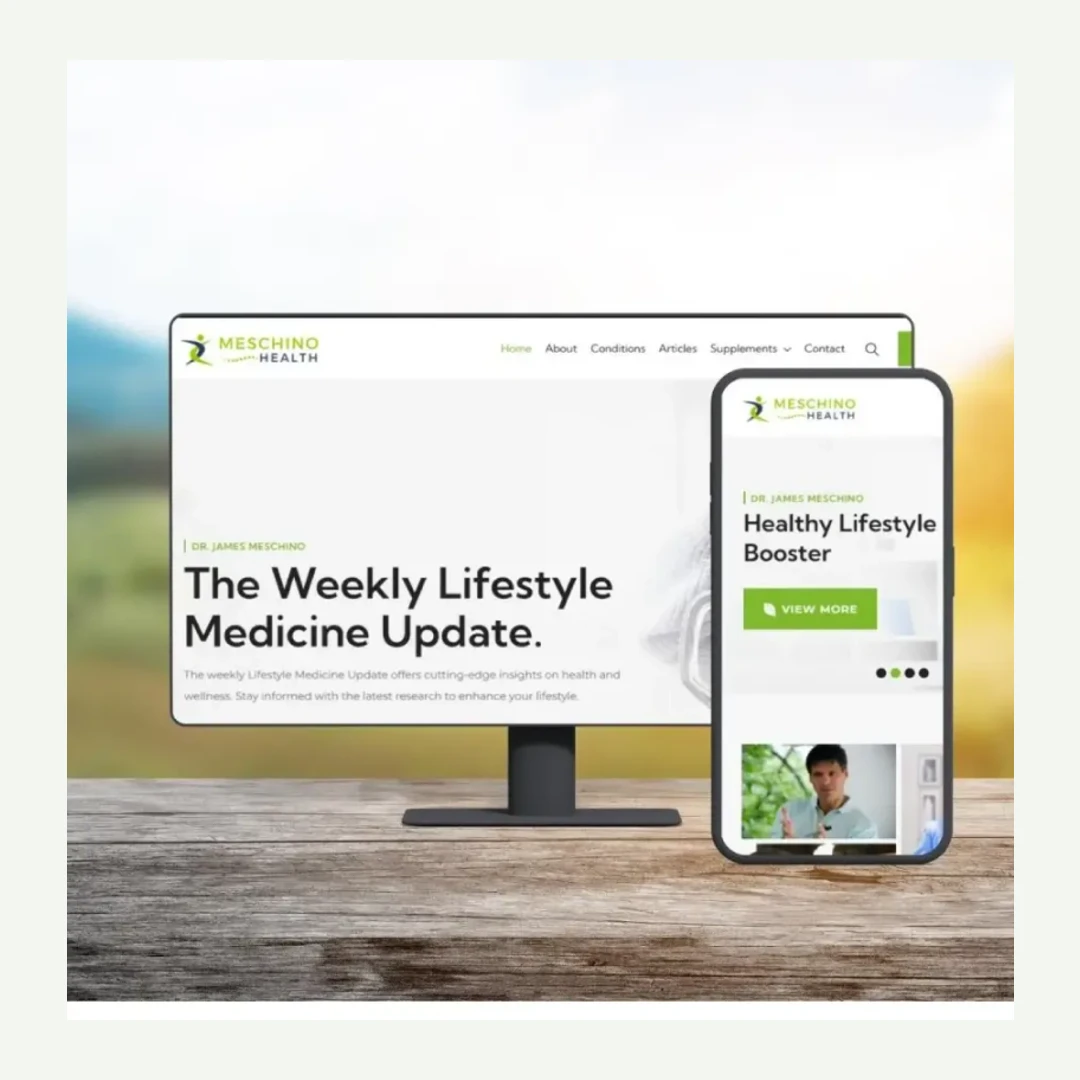 MESCHINO
HEALTH
Home About Conditions Articles Supplements Contact
DR. JAMES MESCHINO
The Weekly Lifestyle
Medicine Update.
The weekly Lifestyle Medicine Update offers cutting-edge insights on health and
wellness. Stay informed with the latest research to enhance your lifestyle.
MESCHINO
HEALTH
DR. JAMES MESCHINO
Healthy Lifestyle
Booster
VIEW MORE